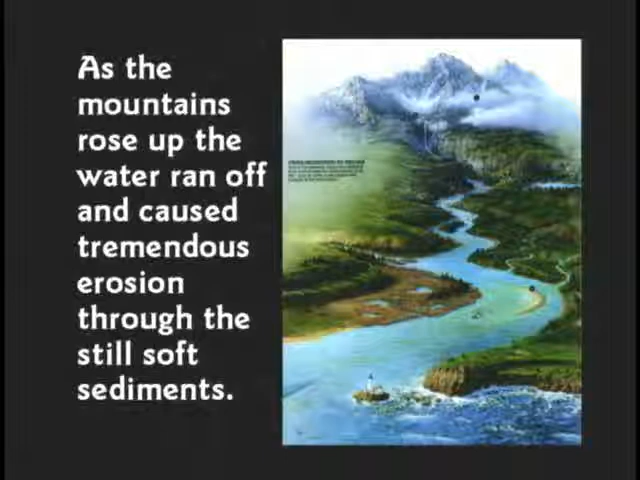 As the
mountains
rose up the
water ran off
and caused
tremendous
erosion
through the
still soft
sediments.